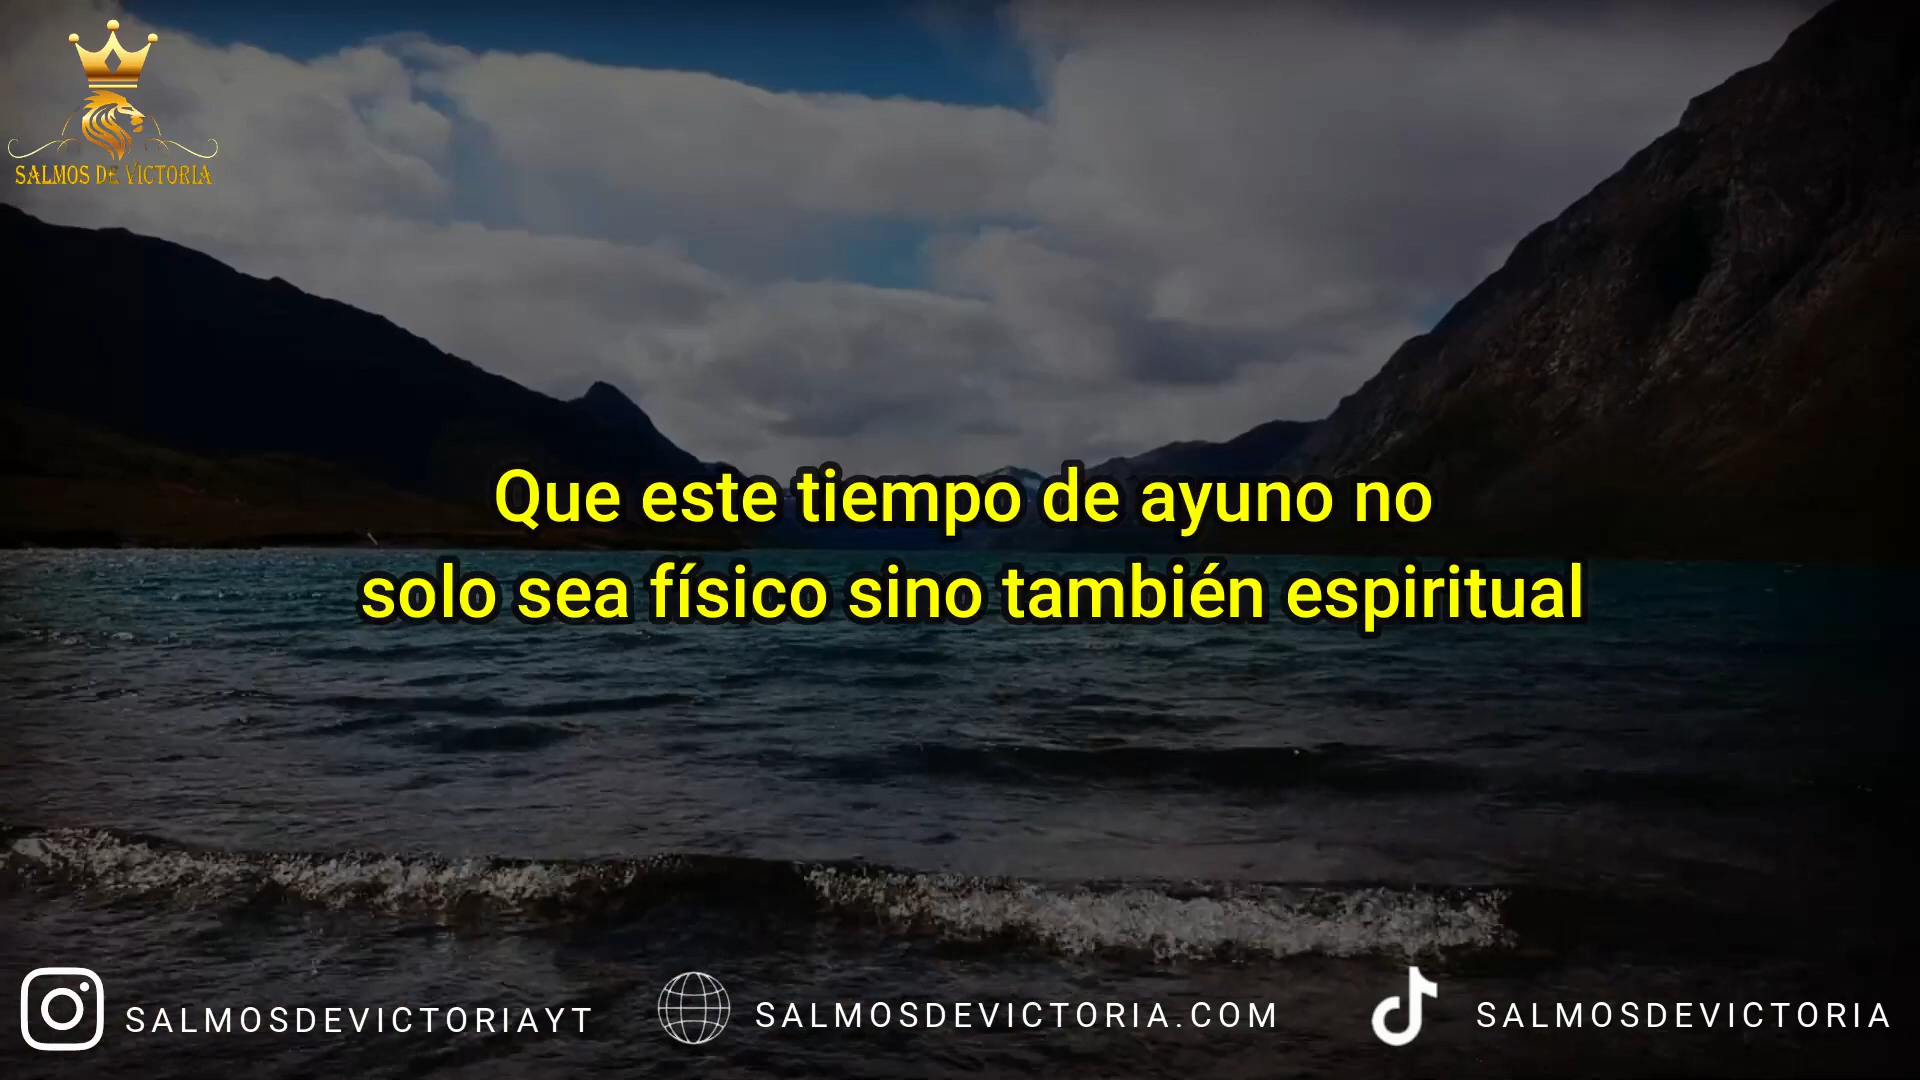 SALMOS DE VICTORIA
Que este tiempo de ayuno no
solo sea físico sino también espiritual
SALMOSDEVICTORIAYT
SALMOSDEVICTORIA.COM
SALMOSDEVICTORIA